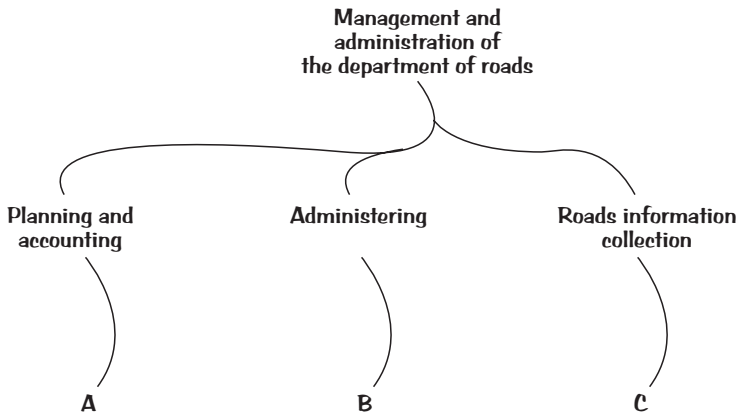 Management and
administration of
the department of roads
Planning and
accounting
Administering
Roads information
collection
A
B
C